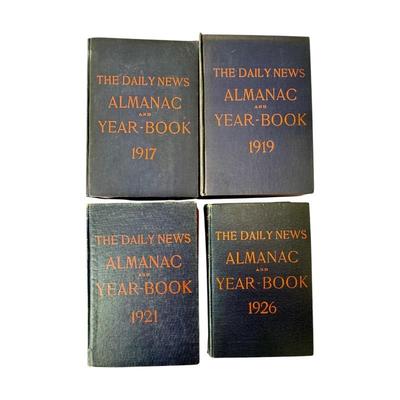 THE DAILY NEWS
ALMANAC
AND
YEAR-BOOK
1917
THE DAILY NEWS
ALMANAC
AND
YEAR-BOOK
1919
THE DAILY NEWS
ALMANAC
AND
YEAR-BOOK
1921
THE DAILY NEWS
ALMANAC
AND
YEAR-BOOK
1926